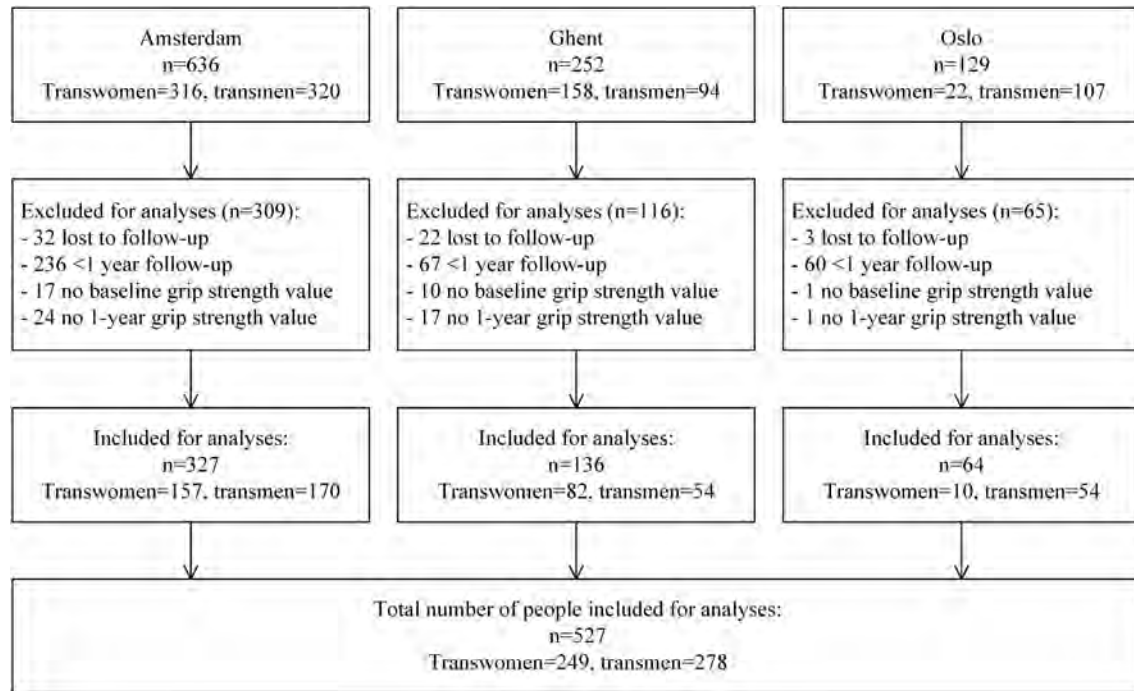 Amsterdam
n=636
Transwomen=316, transmen=320
Ghent
n=252
Transwomen=158, transmen=94
Oslo
n=129
Transwomen=22, transmen=107
Excluded for analyses (n=309):
- 32 lost to follow-up
- 236 <1 year follow-up
- 17 no baseline grip strength value
- 24 no 1-year grip strength value
Excluded for analyses (n=116):
- 22 lost to follow-up
- 67 <1 year follow-up
- 10 no baseline grip strength value
- 17 no 1-year grip strength value
Excluded for analyses (n=65):
- 3 lost to follow-up
- 60 <1 year follow-up
- 1 no baseline grip strength value
- 1 no 1-year grip strength value
Included for analyses:
n=327
Transwomen=157, transmen=170
Included for analyses:
n=136
Transwomen=82, transmen=54
Included for analyses:
n=64
Transwomen=10, transmen=54
Total number of people included for analyses:
n=527
Transwomen=249, transmen=278